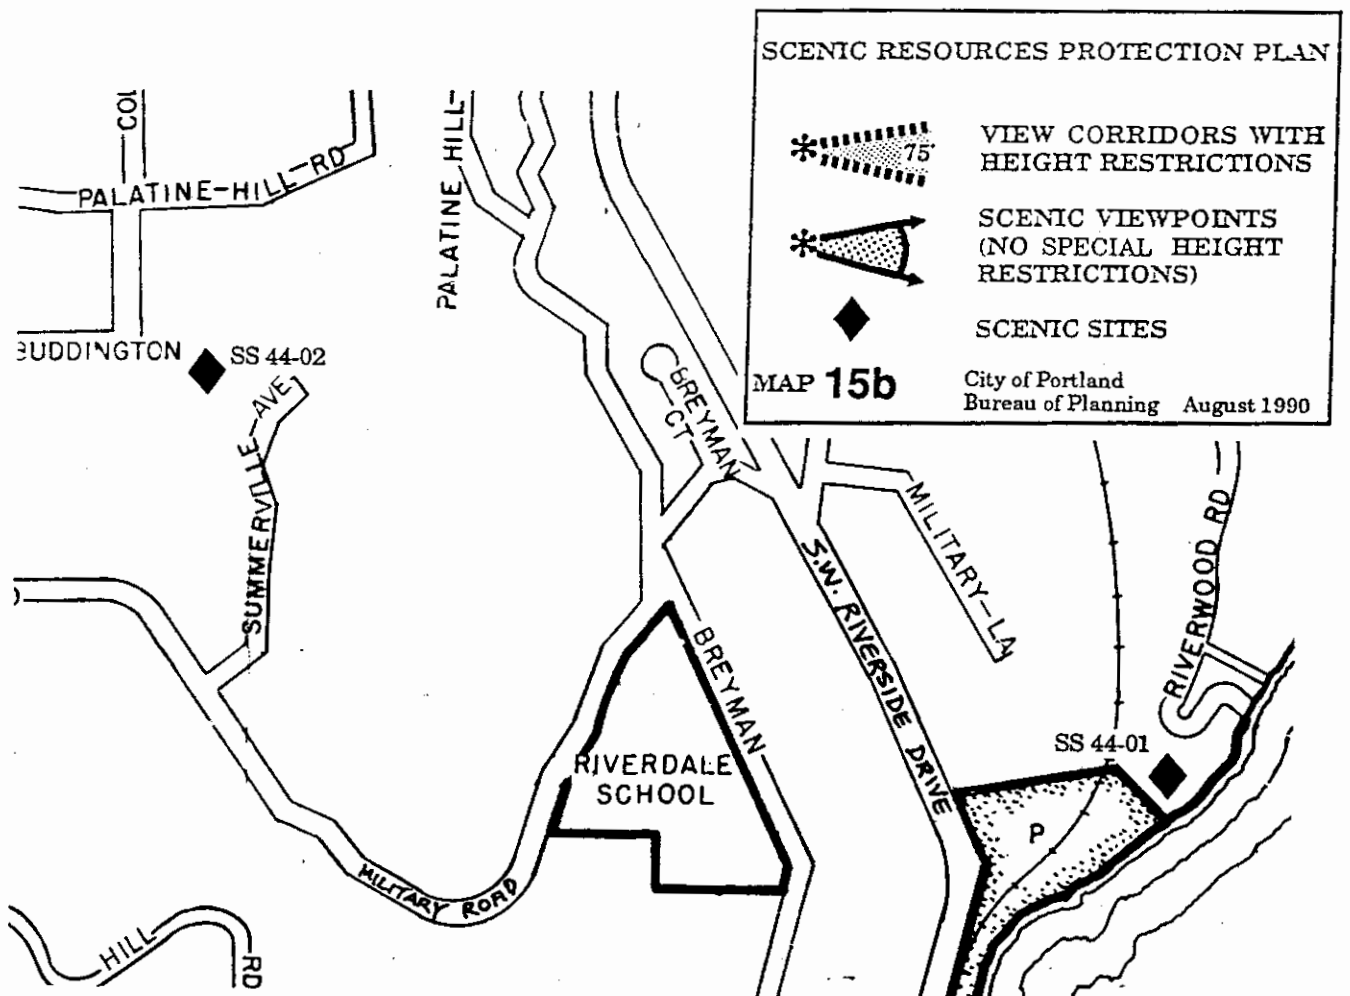 SCENIC RESOURCES PROTECTION PLAN
75'
VIEW CORRIDORS WITH
HEIGHT RESTRICTIONS
SCENIC VIEWPOINTS
(NO SPECIAL HEIGHT
RESTRICTIONS)
SCENIC SITES
MAP 15b
City of Portland
Bureau of Planning August 1990
PALATINE-HILL-RD
PALATINE HILL
BUDDINGTON
SS 44-02
SUMMERVILLE-AVE
BREYMAN
CT
MILITARY-LA
S.W. RIVERSIDE DRIVE
RIVERWOOD RD
BREYMAN
SS 44-01
RIVERDALE
SCHOOL
P
MILITARY ROAD
HILL
RD